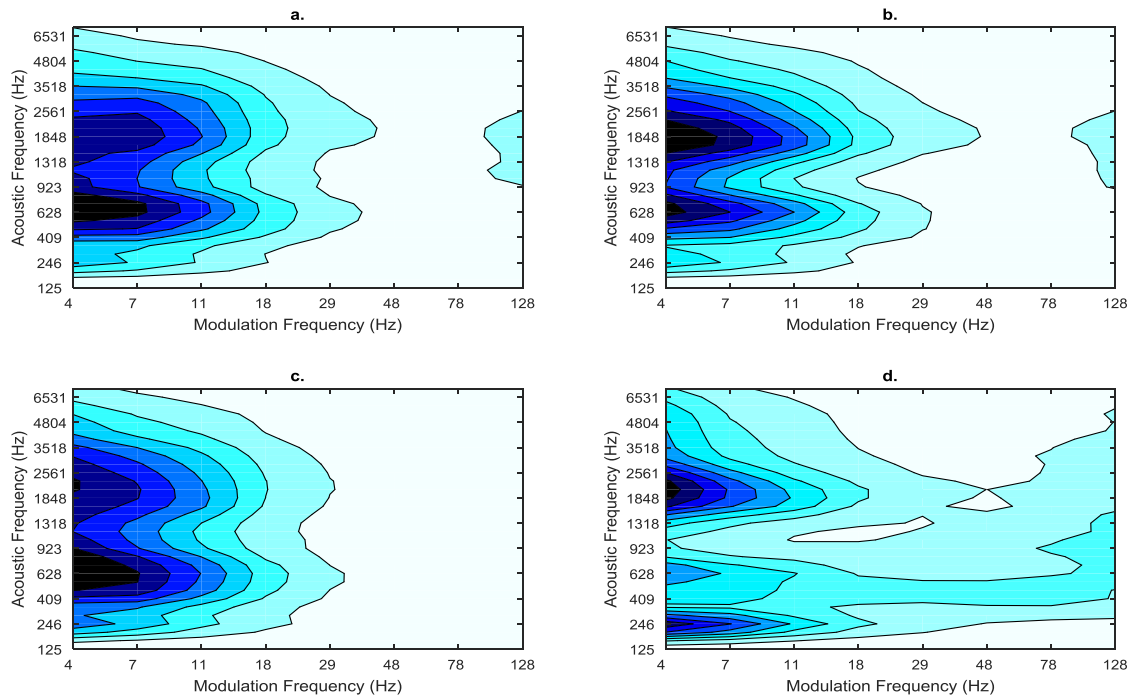 a.
Acoustic Frequency (Hz)
6531
4804
3518
2561
1848
1318
923
628
409
246
125
4 7 11 18 29 48 78 128
Modulation Frequency (Hz)
b.
Acoustic Frequency (Hz)
6531
4804
3518
2561
1848
1318
923
628
409
246
125
4 7 11 18 29 48 78 128
Modulation Frequency (Hz)
c.
Acoustic Frequency (Hz)
6531
4804
3518
2561
1848
1318
923
628
409
246
125
4 7 11 18 29 48 78 128
Modulation Frequency (Hz)
d.
Acoustic Frequency (Hz)
6531
4804
3518
2561
1848
1318
923
628
409
246
125
4 7 11 18 29 48 78 128
Modulation Frequency (Hz)